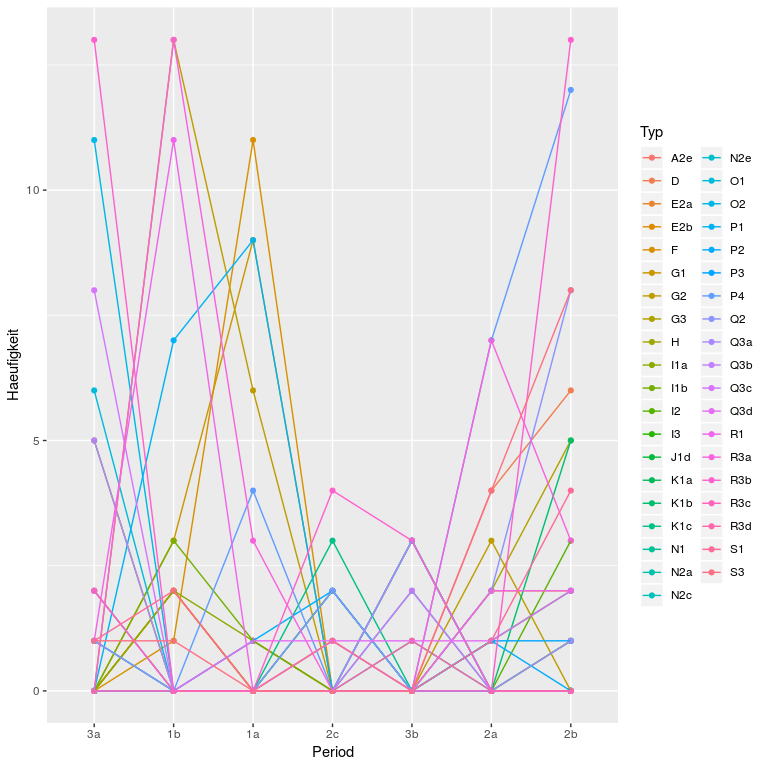 Typ
A2e
D
E2a
E2b
F
G1
G2
G3
H
I1a
I1b
I2
I3
J1d
K1a
K1b
K1c
N1
N2a
N2c
N2e
O1
O2
P1
P2
P3
P4
Q2
Q3a
Q3b
Q3c
Q3d
R1
R3a
R3b
R3c
R3d
S1
S3
Haeufigkeit
10
5
0
3a 1b 1a 2c 3b 2a 2b
Period